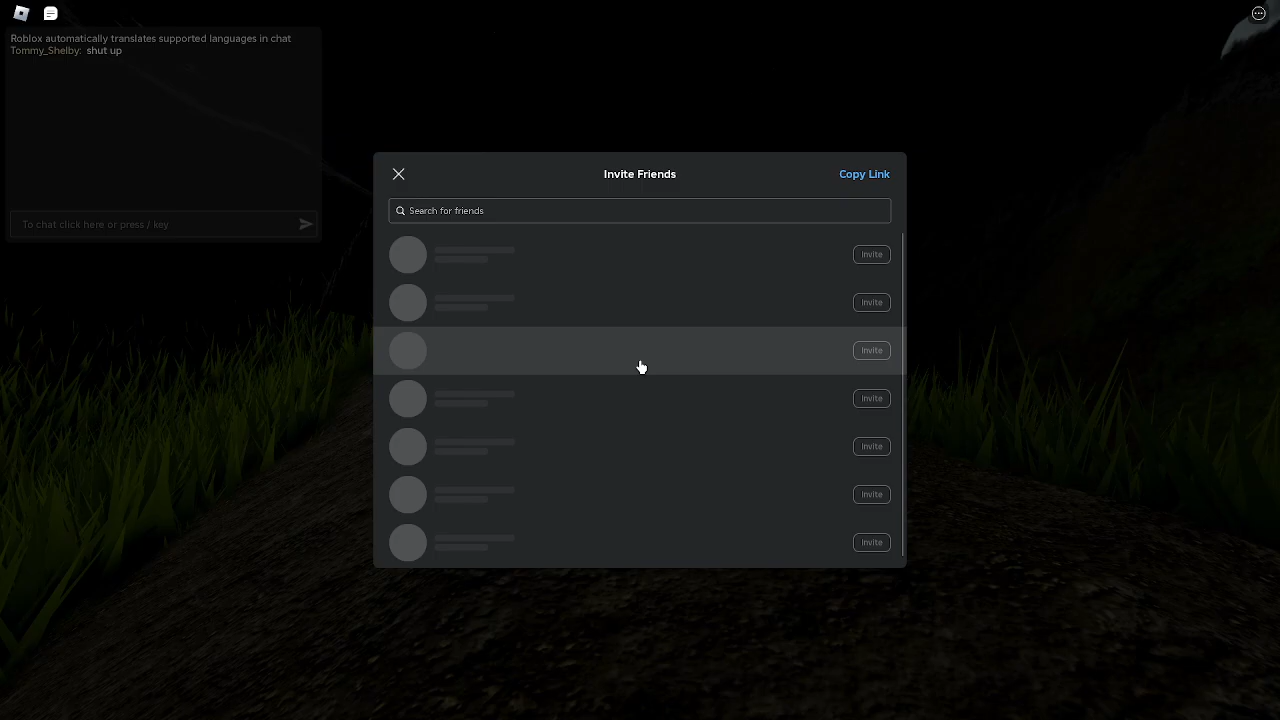 Roblox automatically translates supported languages in chat
Tommy_Shelby: shut up
To chat click here or press / key
Invite Friends
Copy Link
Search for friends
Invite
Invite
Invite
Invite
Invite
Invite
Invite